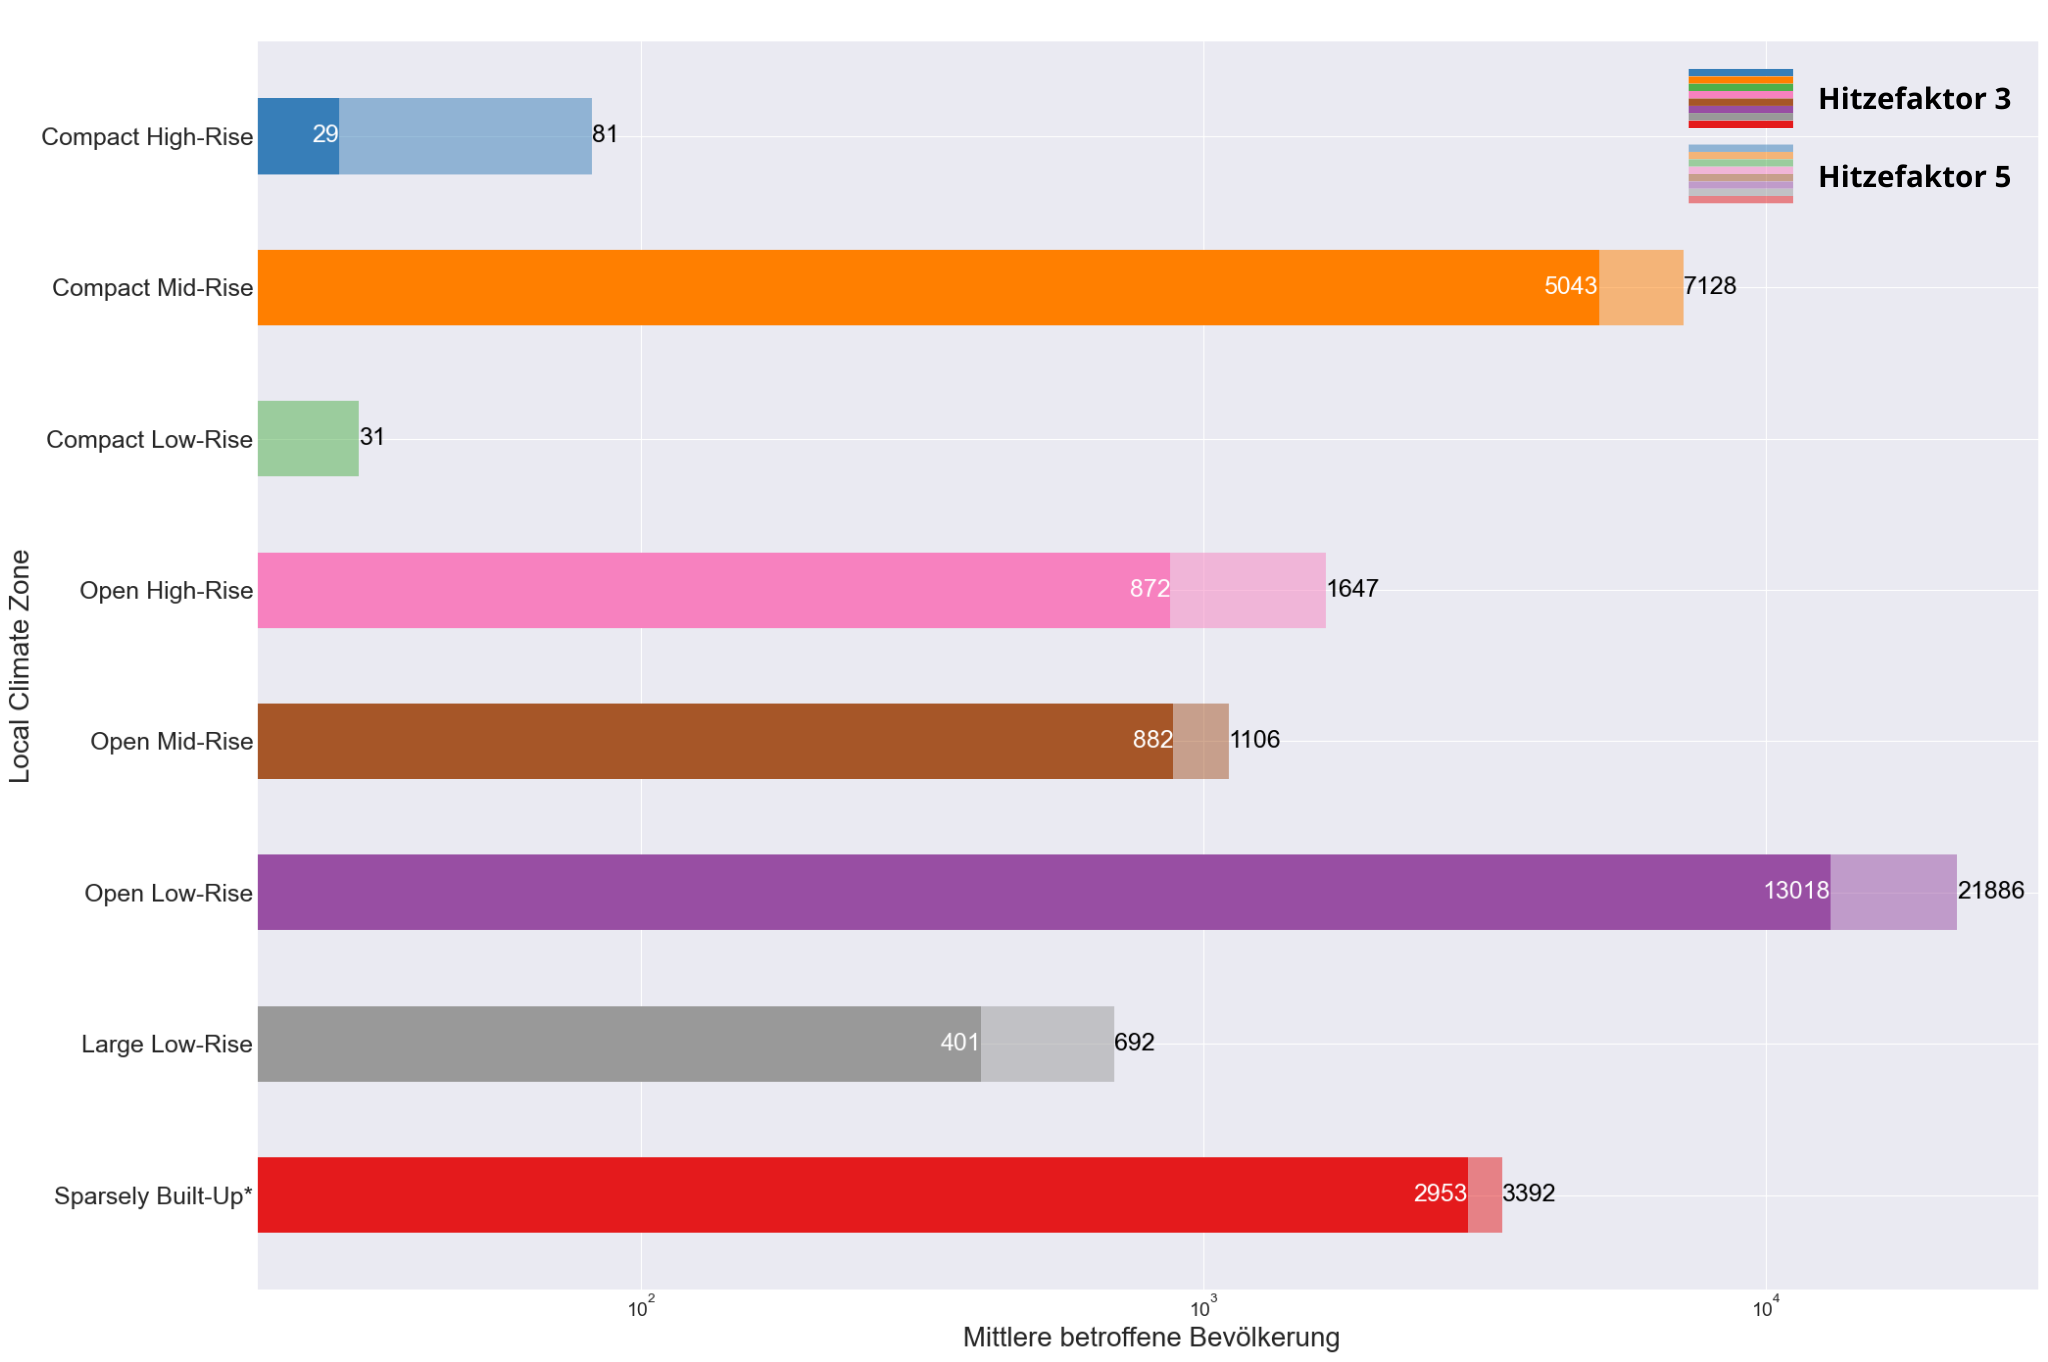 Hitzefaktor 3
Hitzefaktor 5
Compact High-Rise 29 81
Compact Mid-Rise 5043 7128
Compact Low-Rise 31
Open High-Rise 872 1647
Open Mid-Rise 882 1106
Open Low-Rise 13018 21886
Large Low-Rise 401 692
Sparsely Built-Up* 2953 3392
Local Climate Zone
10² 10³ 10⁴
Mittlere betroffene Bevölkerung